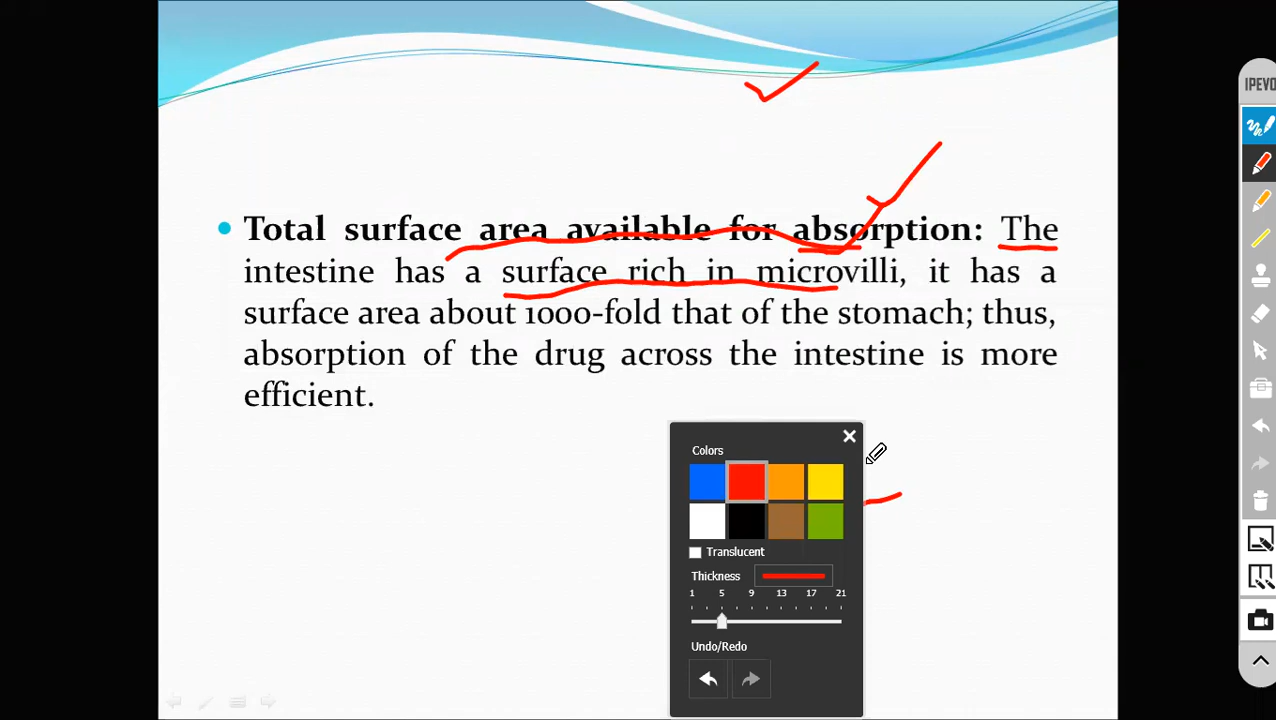 IPEVO
Total surface area available for absorption: The
intestine has a surface rich in microvilli, it has a
surface area about 1000-fold that of the stomach; thus,
absorption of the drug across the intestine is more
efficient.
Colors
Translucent
Thickness
1 5 9 13 17 21
Undo/Redo